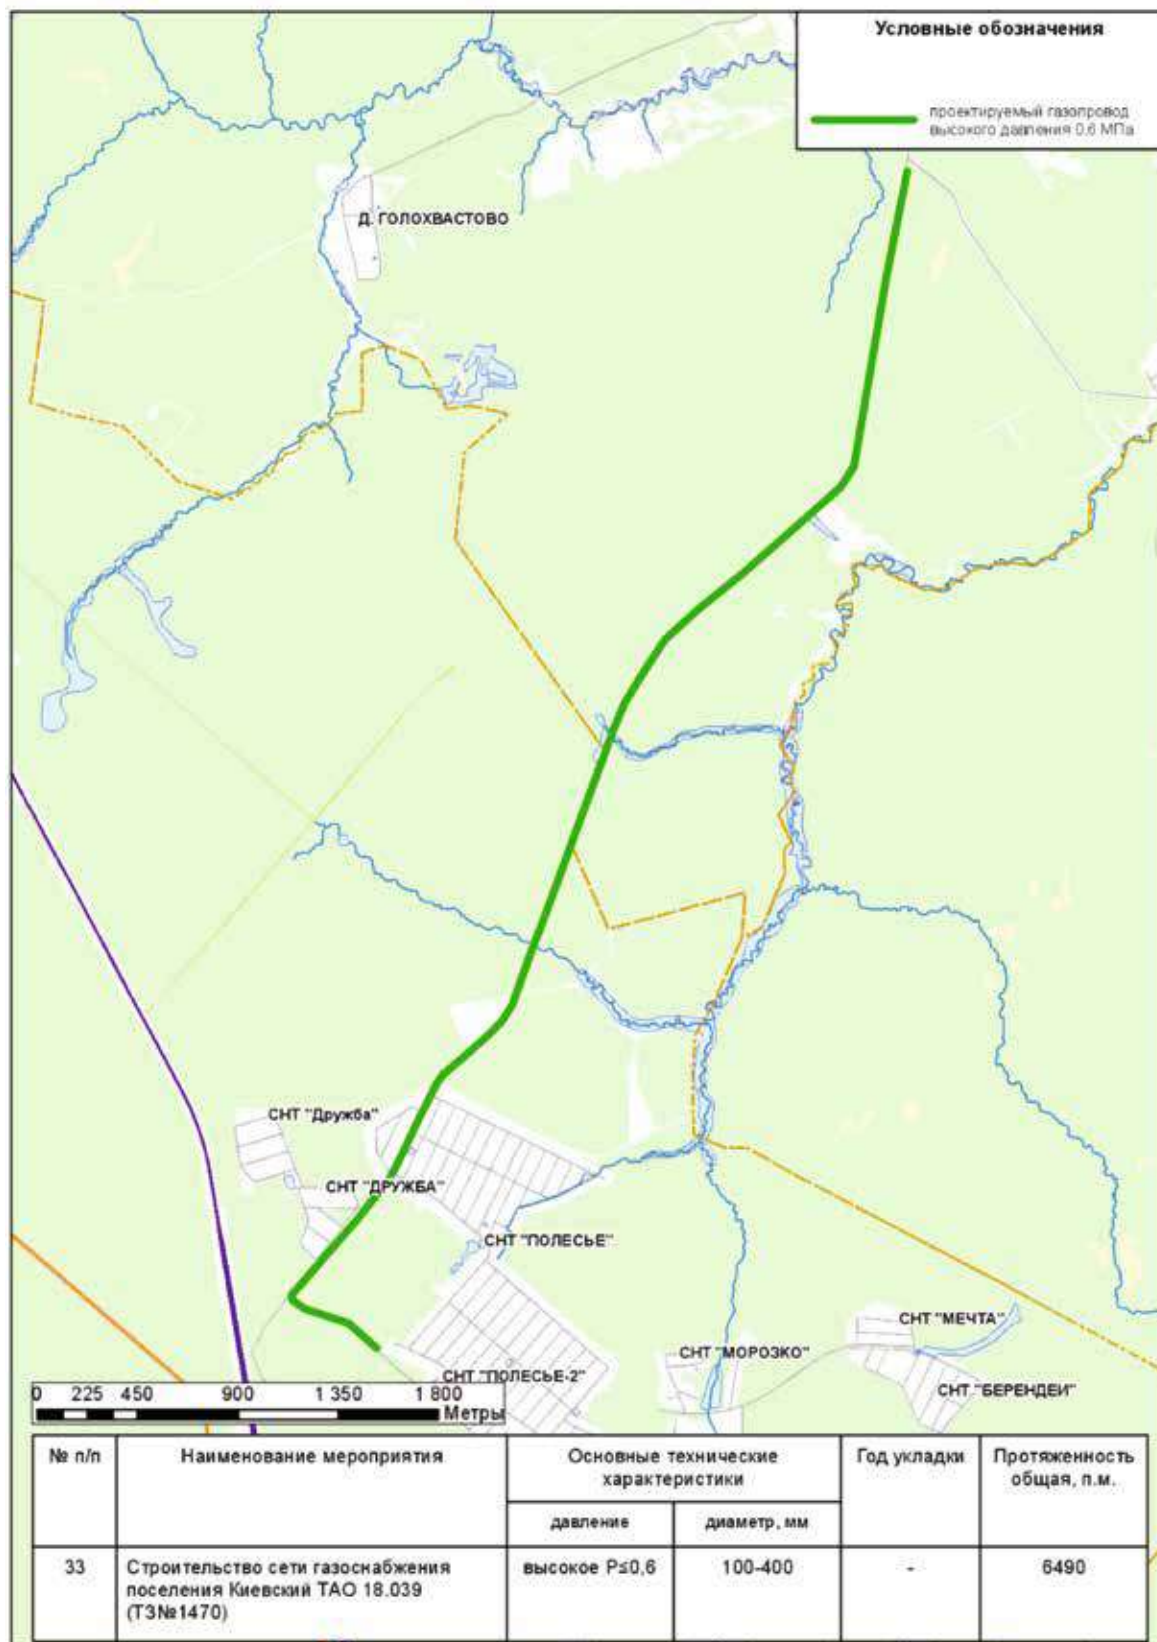 Условные обозначения
проектируемый газопровод
высокого давления 0,6 МПа
Д. ГОЛОХВАСТОВО
СНТ "Дружба"
СНТ "ДРУЖБА"
СНТ "ПОЛЕСЬЕ"
СНТ "МЕЧТА"
СНТ "МОРОЗКО"
СНТ "ПОЛЕСЬЕ-2"
СНТ "БЕРЕНДЕИ"
0 225 450 900 1 350 1 800
Метры
№ п/п
Наименование мероприятия
Основные технические
характеристики
Год укладки
Протяженность
общая, п.м.
давление
диаметр, мм
33
Строительство сети газоснабжения
поселения Киевский ТАО 18.039
(ТЗ№1470)
высокое P≤0,6
100-400
-
6490